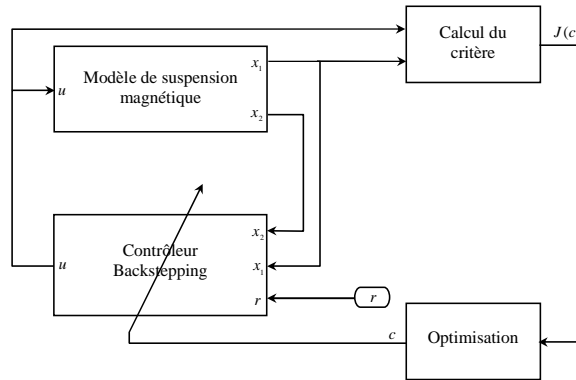 Calcul du
critère
J(c
Modèle de suspension
magnétique
u
x₁
x₂
Contrôleur
Backstepping
u
x₂
x₁
r
r
c
Optimisation